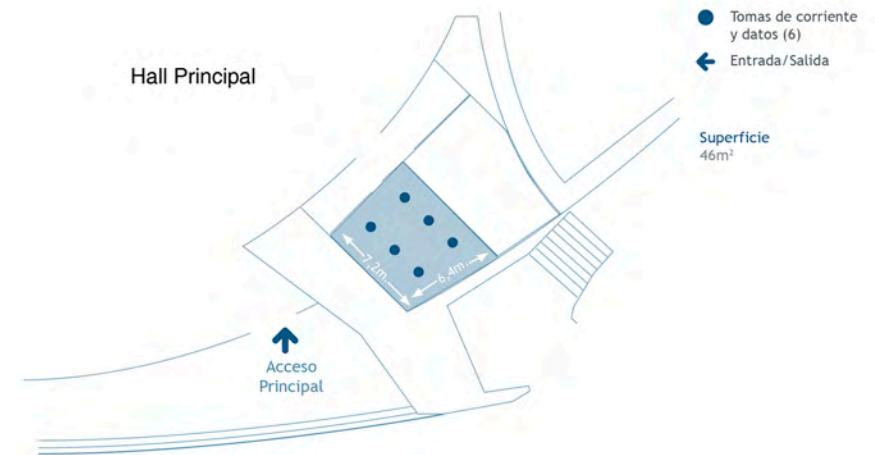 Tomas de corriente
y datos (6)
Entrada/Salida
Hall Principal
Superficie
46m²
7,2m.
6,4m.
Acceso
Principal